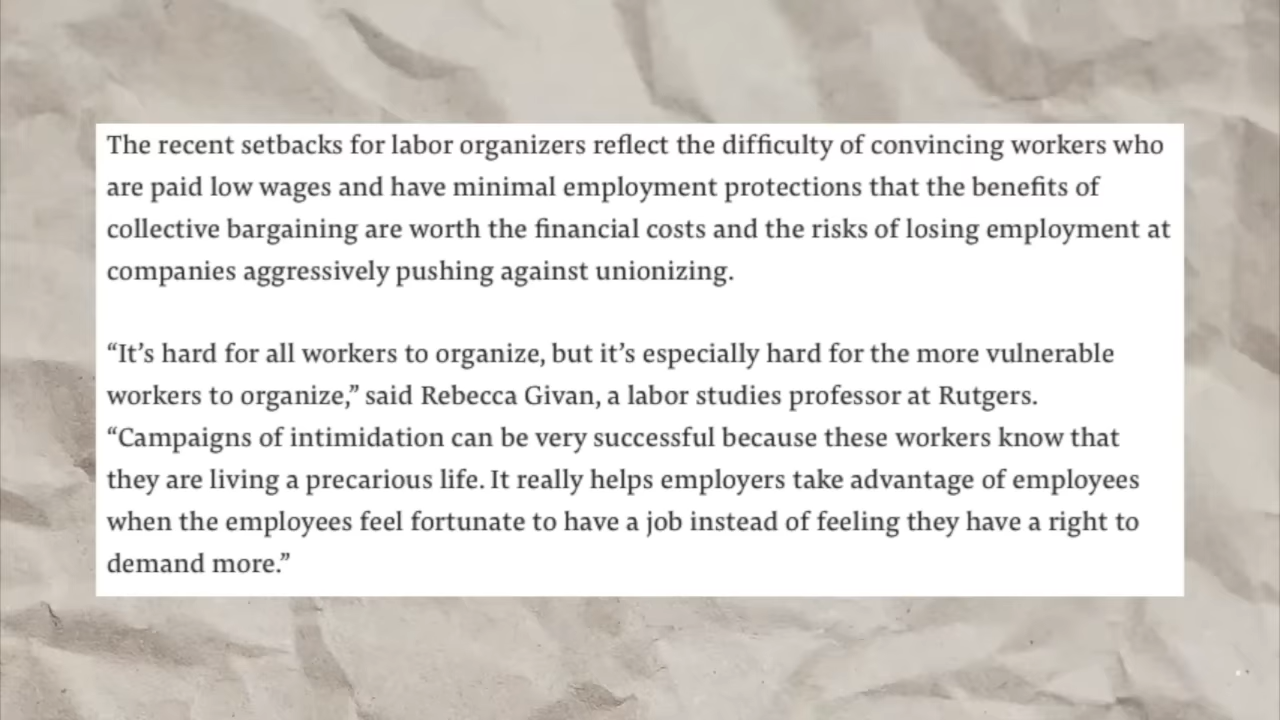 The recent setbacks for labor organizers reflect the difficulty of convincing workers who
are paid low wages and have minimal employment protections that the benefits of
collective bargaining are worth the financial costs and the risks of losing employment at
companies aggressively pushing against unionizing.
“It’s hard for all workers to organize, but it’s especially hard for the more vulnerable
workers to organize,” said Rebecca Givan, a labor studies professor at Rutgers.
“Campaigns of intimidation can be very successful because these workers know that
they are living a precarious life. It really helps employers take advantage of employees
when the employees feel fortunate to have a job instead of feeling they have a right to
demand more.”